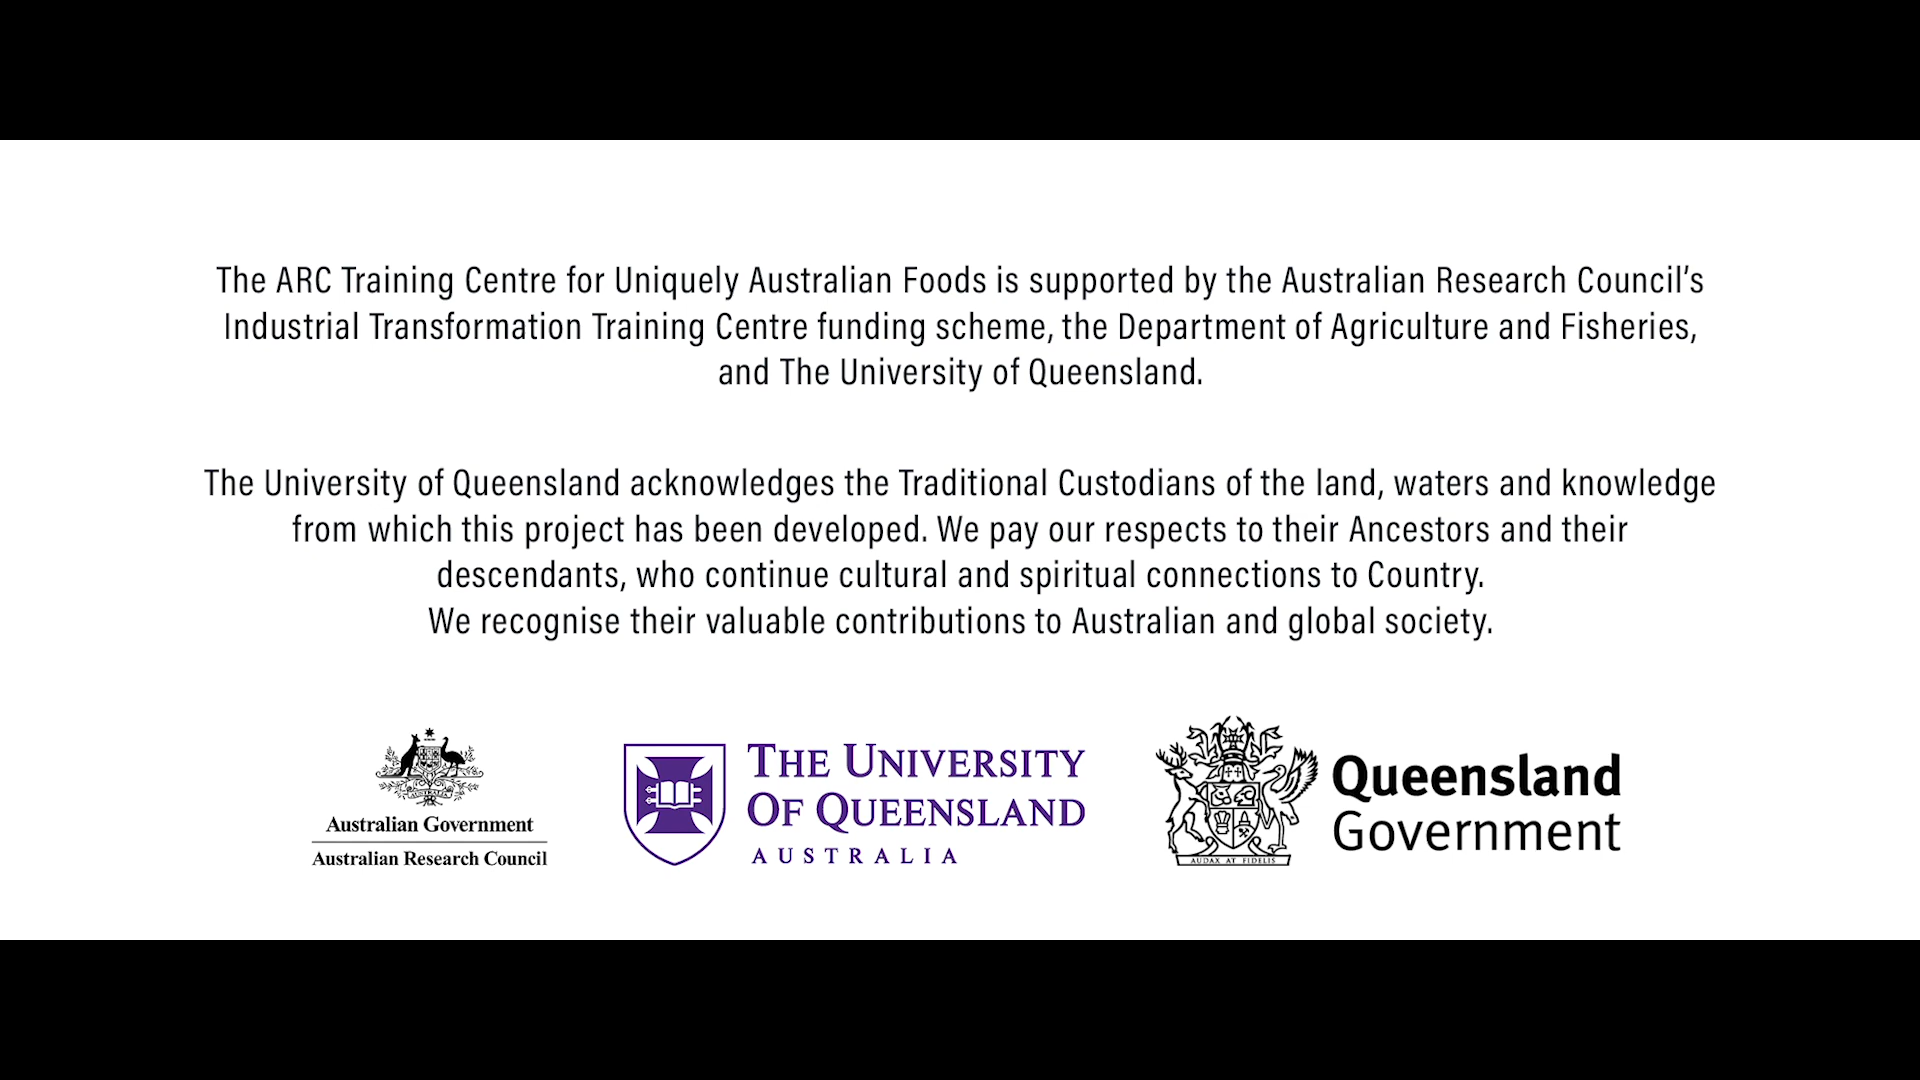 The ARC Training Centre for Uniquely Australian Foods is supported by the Australian Research Council’s
Industrial Transformation Training Centre funding scheme, the Department of Agriculture and Fisheries,
and The University of Queensland.
The University of Queensland acknowledges the Traditional Custodians of the land, waters and knowledge
from which this project has been developed. We pay our respects to their Ancestors and their
descendants, who continue cultural and spiritual connections to Country.
We recognise their valuable contributions to Australian and global society.
AUSTRALIA
Australian Government
Australian Research Council
THE UNIVERSITY
OF QUEENSLAND
AUSTRALIA
AUDAX AT FIDELIS
Queensland
Government